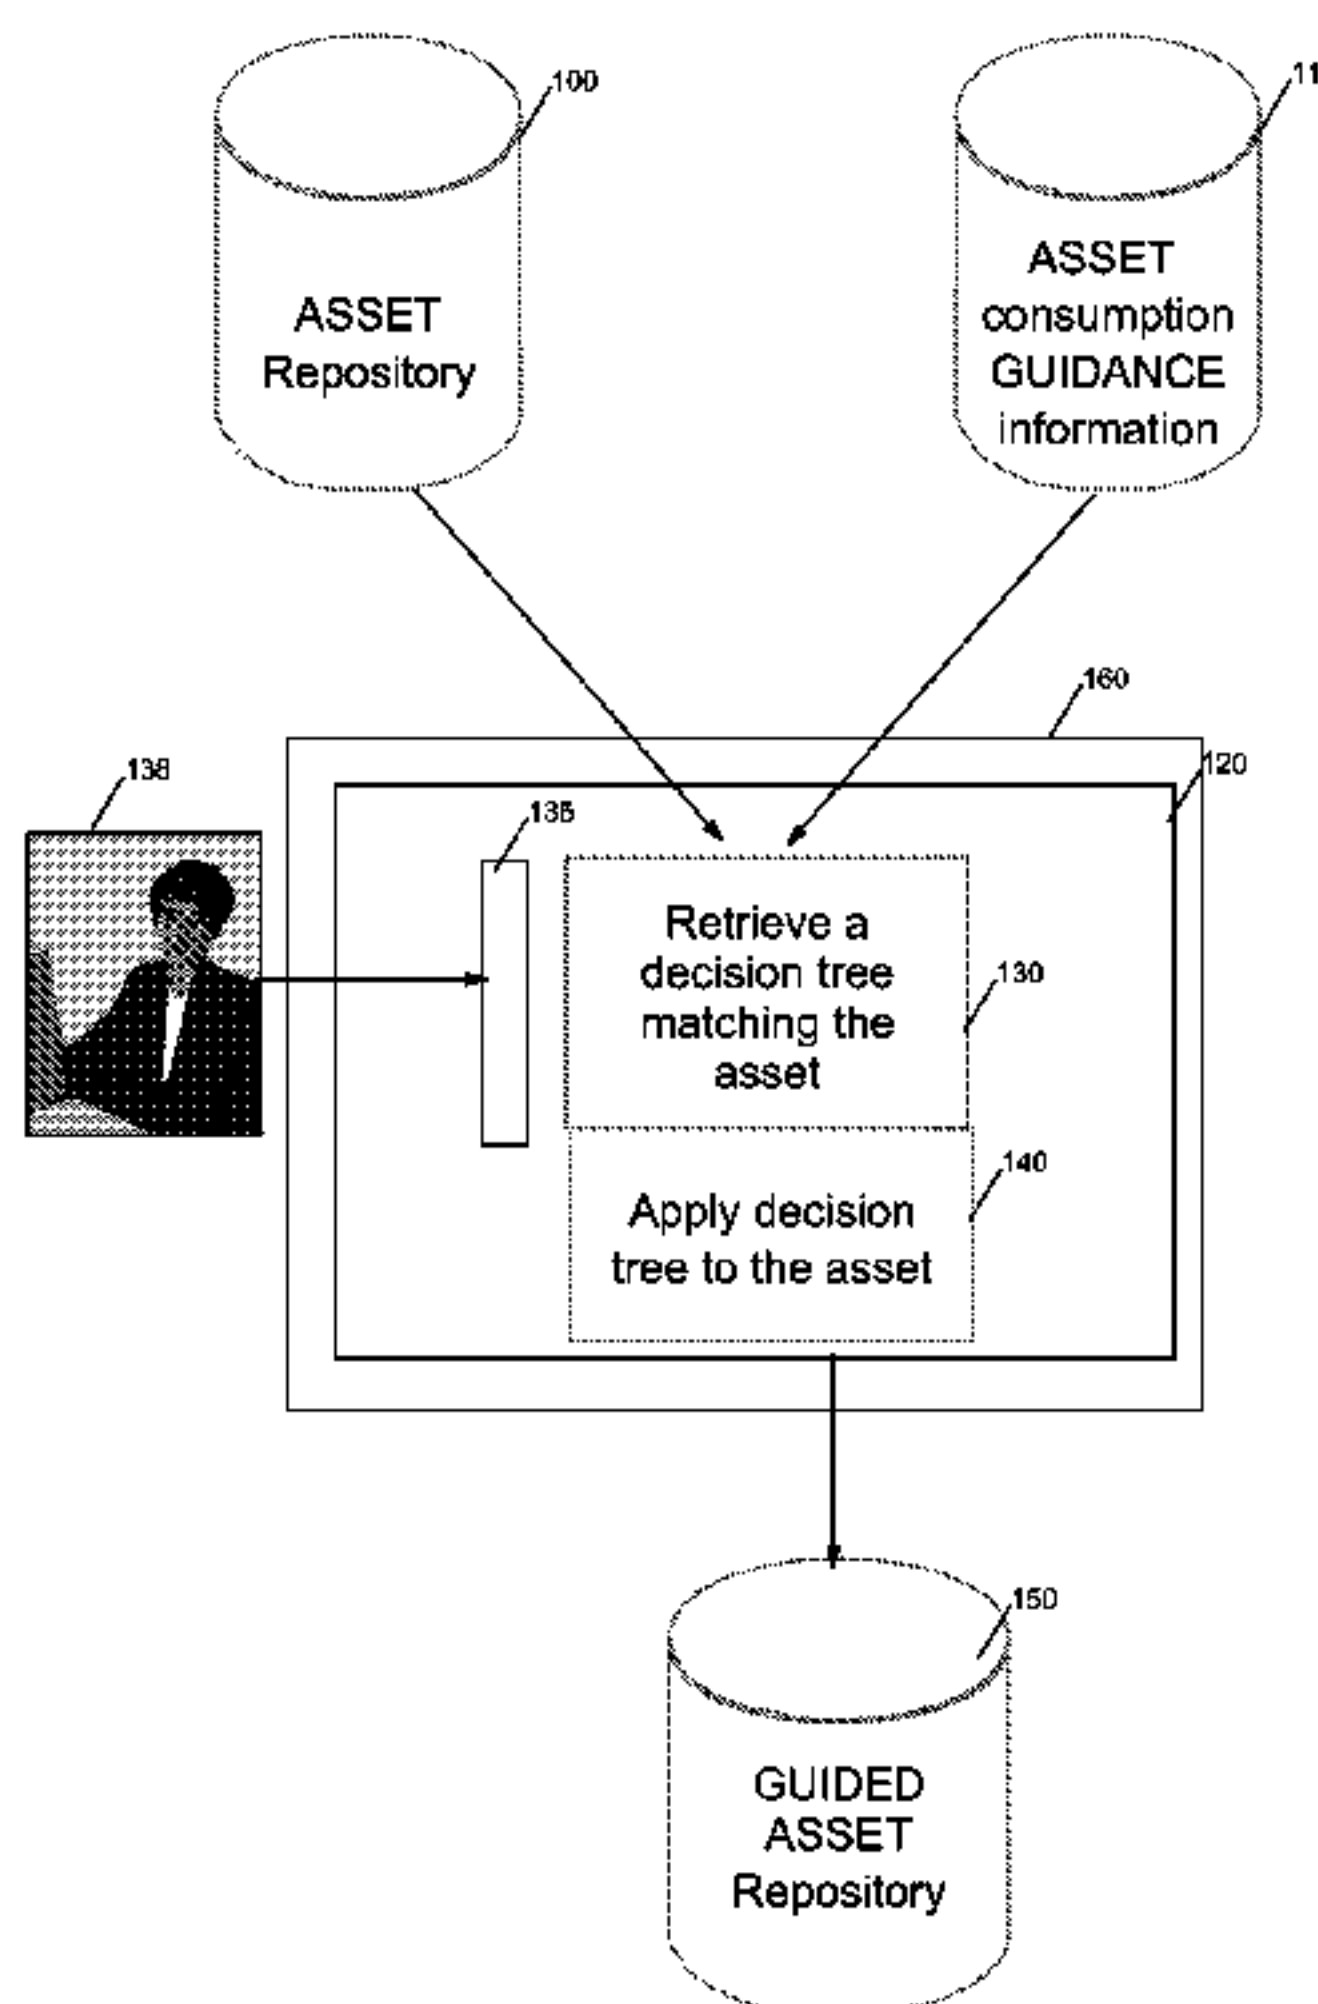 100
11
ASSET
Repository
ASSET
consumption
GUIDANCE
information
160
120
138
135
Retrieve a
decision tree
matching the
asset
130
140
Apply decision
tree to the asset
150
GUIDED
ASSET
Repository